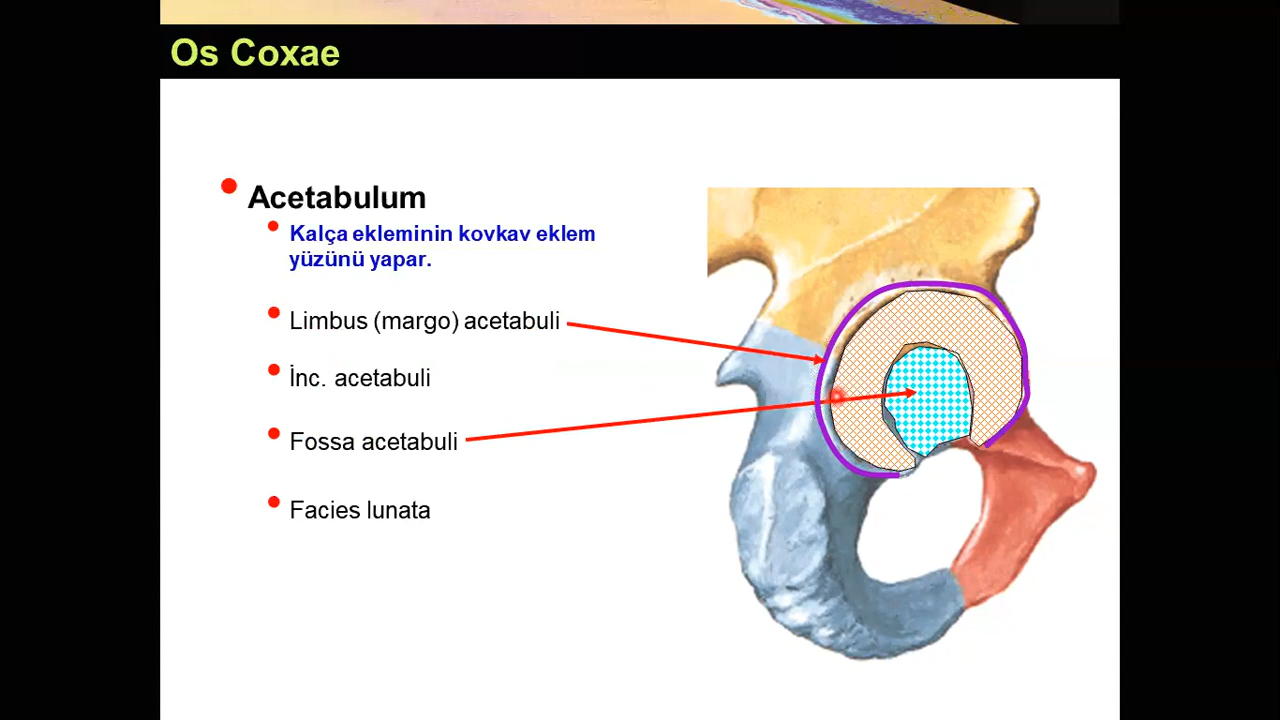 Os Coxae
Acetabulum
Kalça ekleminin kovkav eklem
yüzünü yapar.
Limbus (margo) acetabuli
İnc. acetabuli
Fossa acetabuli
Facies lunata